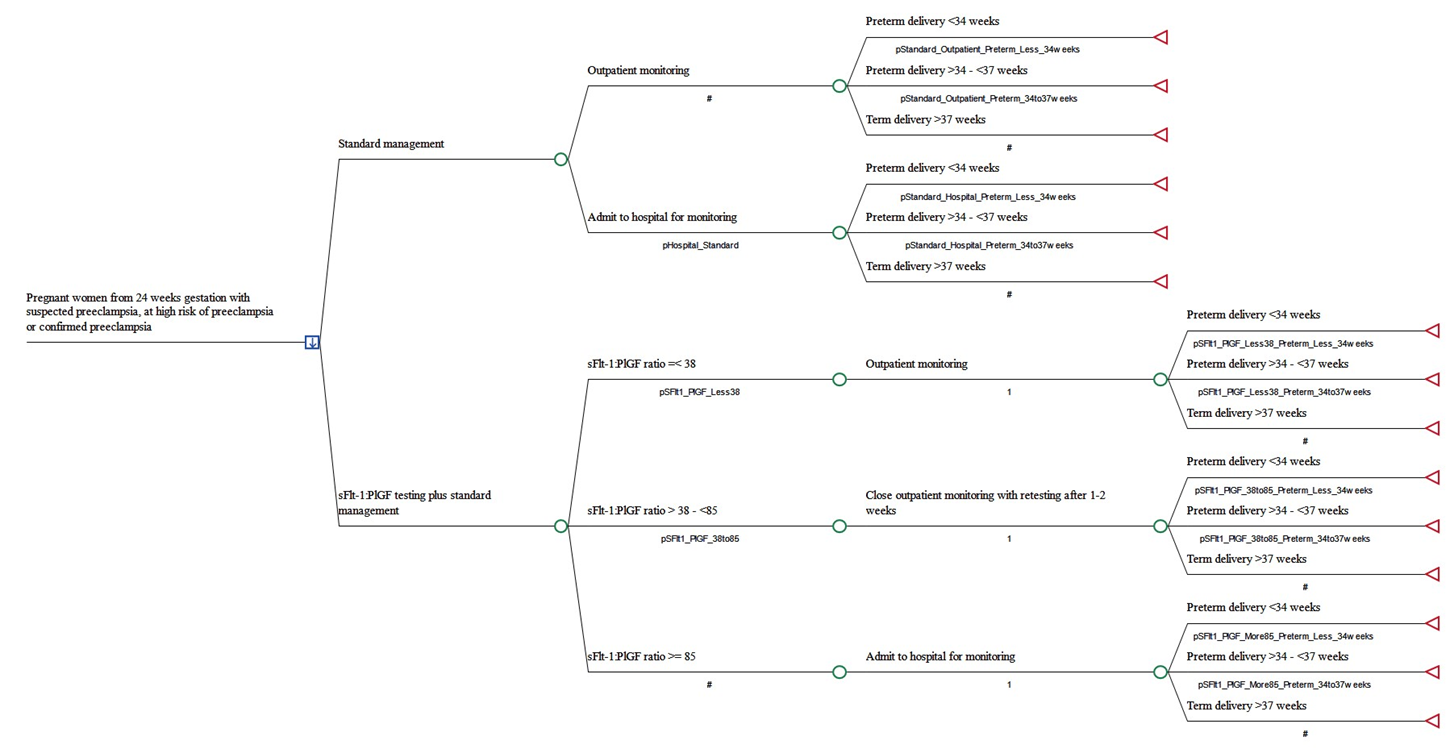 Preterm delivery <34 weeks
pStandard_Outpatient_Preterm_Less_34w eeks
Outpatient monitoring
#
Preterm delivery >34 - <37 weeks
pStandard_Outpatient_Preterm_34to37w eeks
Term delivery >37 weeks
#
Standard management
Preterm delivery <34 weeks
pStandard_Hospital_Preterm_Less_34w eeks
Admit to hospital for monitoring
pHospital_Standard
Preterm delivery >34 - <37 weeks
pStandard_Hospital_Preterm_34to37w eeks
Term delivery >37 weeks
#
Pregnant women from 24 weeks gestation with
suspected preeclampsia, at high risk of preeclampsia
or confirmed preeclampsia
Preterm delivery <34 weeks
pSFlt1_PlGF_Less38_Preterm_Less_34w eeks
sFlt-1:PlGF ratio =< 38
pSFlt1_PlGF_Less38
Outpatient monitoring
1
Preterm delivery >34 - <37 weeks
pSFlt1_PlGF_Less38_Preterm_34to37w eeks
Term delivery >37 weeks
#
sFlt-1:PlGF testing plus standard
management
Preterm delivery <34 weeks
pSFlt1_PlGF_38to85_Preterm_Less_34w eeks
sFlt-1:PlGF ratio > 38 - <85
pSFlt1_PlGF_38to85
Close outpatient monitoring with retesting after 1-2
weeks
1
Preterm delivery >34 - <37 weeks
pSFlt1_PlGF_38to85_Preterm_34to37w eeks
Term delivery >37 weeks
#
Preterm delivery <34 weeks
pSFlt1_PlGF_More85_Preterm_Less_34w eeks
sFlt-1:PlGF ratio >= 85
#
Admit to hospital for monitoring
1
Preterm delivery >34 - <37 weeks
pSFlt1_PlGF_More85_Preterm_34to37w eeks
Term delivery >37 weeks
#